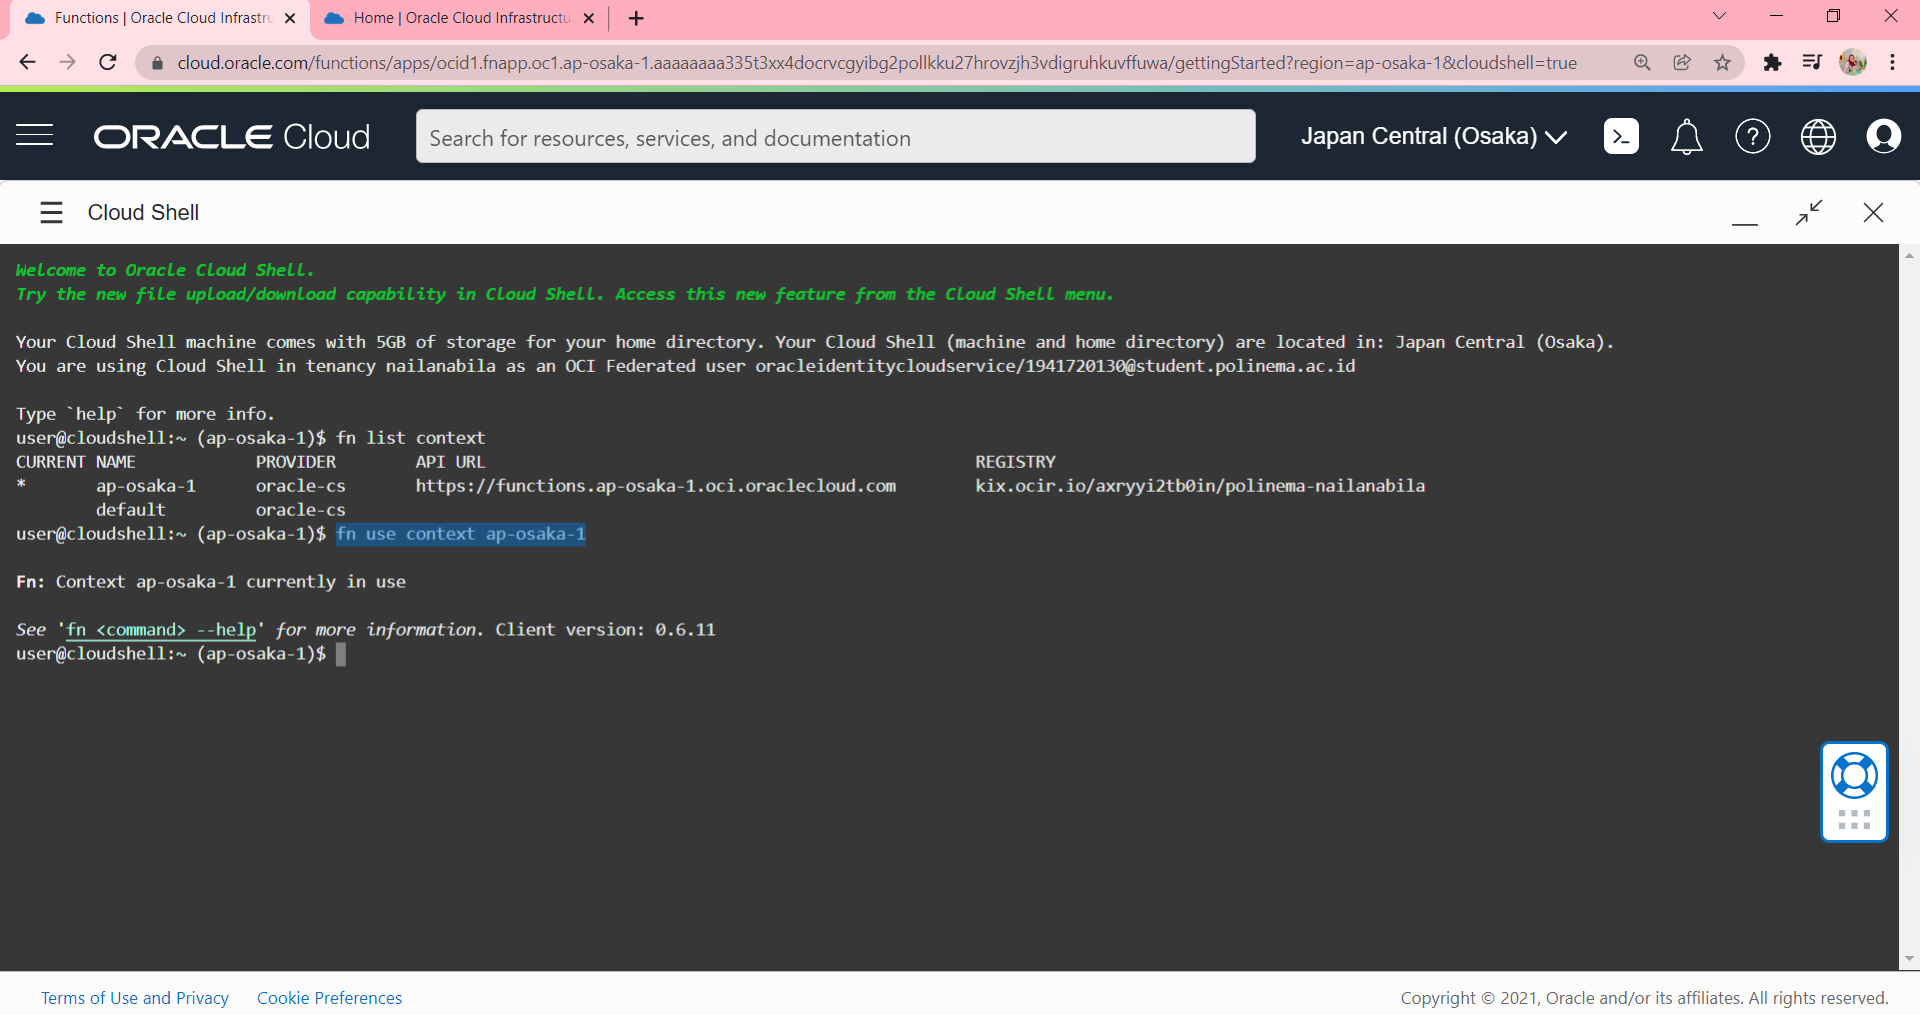 Functions | Oracle Cloud Infrastru
Home | Oracle Cloud Infrastructu
cloud.oracle.com/functions/apps/ocid1.fnapp.oc1.ap-osaka-1.aaaaaaaa335t3xx4docrvcgyibg2pollkku27hrovzjh3vdigruhkuvffuwa/gettingStarted?region=ap-osaka-1&cloudshell=true
ORACLE Cloud
Search for resources, services, and documentation
Japan Central (Osaka)
Cloud Shell
Welcome to Oracle Cloud Shell.
Try the new file upload/download capability in Cloud Shell. Access this new feature from the Cloud Shell menu.
Your Cloud Shell machine comes with 5GB of storage for your home directory. Your Cloud Shell (machine and home directory) are located in: Japan Central (Osaka).
You are using Cloud Shell in tenancy nailanabila as an OCI Federated user oracleidentitycloudservice/1941720130@student.polinema.ac.id
Type `help` for more info.
user@cloudshell:~ (ap-osaka-1)$ fn list context
CURRENT NAME PROVIDER API URL REGISTRY
* ap-osaka-1 oracle-cs https://functions.ap-osaka-1.oci.oraclecloud.com kix.ocir.io/axryyi2tb0in/polinema-nailanabila
default oracle-cs
user@cloudshell:~ (ap-osaka-1)$ fn use context ap-osaka-1
Fn: Context ap-osaka-1 currently in use
See 'fn <command> --help' for more information. Client version: 0.6.11
user@cloudshell:~ (ap-osaka-1)$
Terms of Use and Privacy
Cookie Preferences
Copyright © 2021, Oracle and/or its affiliates. All rights reserved.